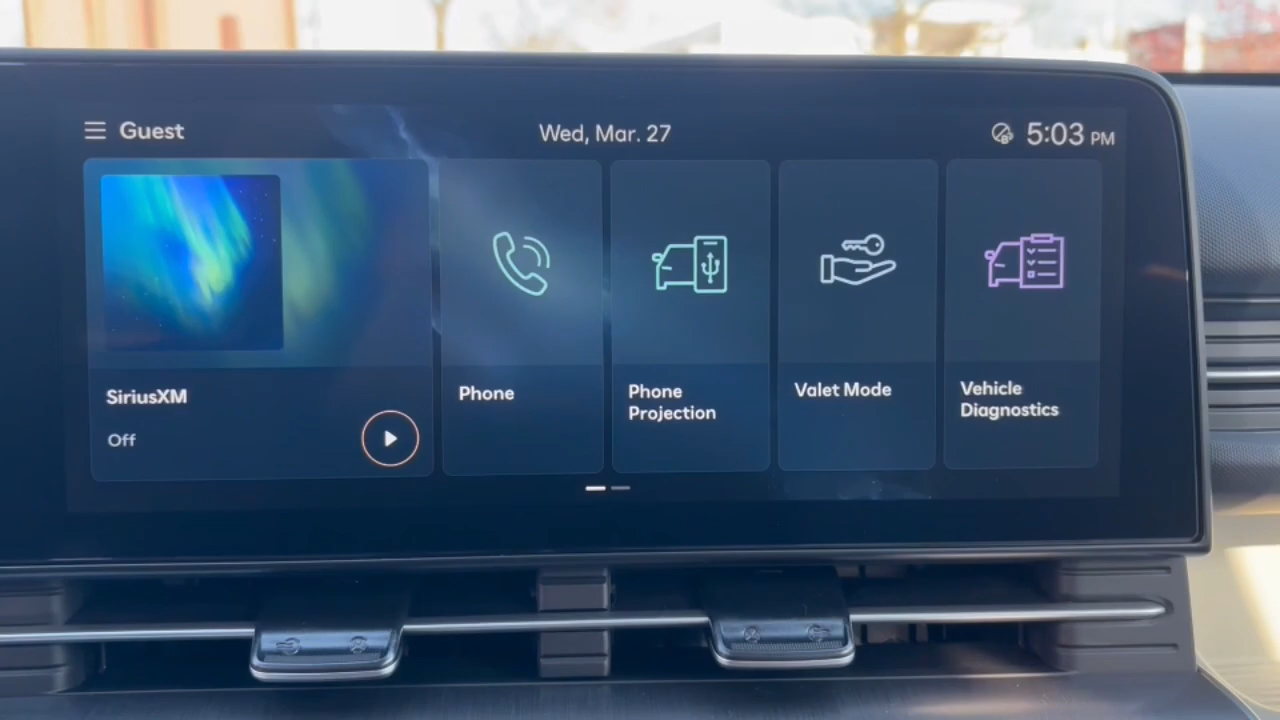 Guest
Wed, Mar. 27
5:03 PM
SiriusXM
Off
Phone
Phone
Projection
Valet Mode
Vehicle
Diagnostics